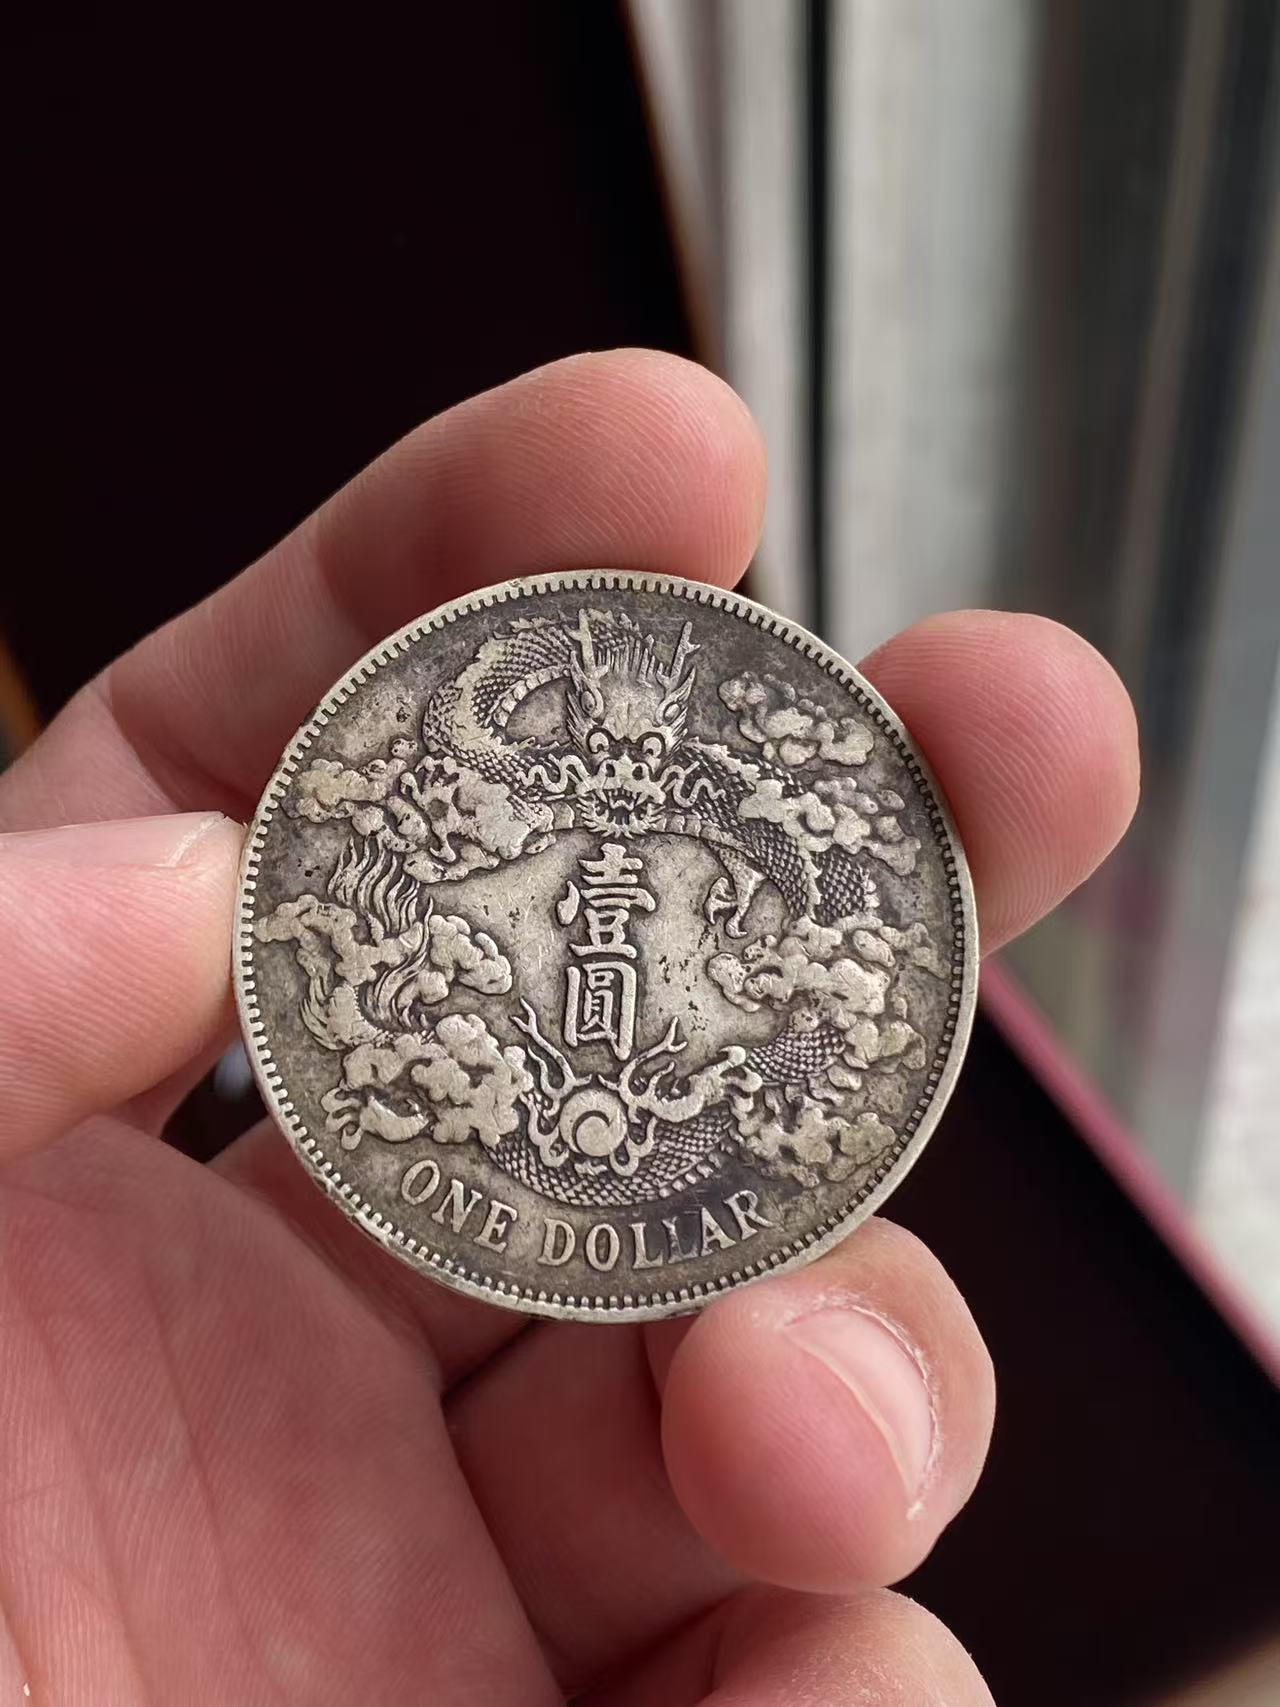 壹
圓
ONE DOLLAR